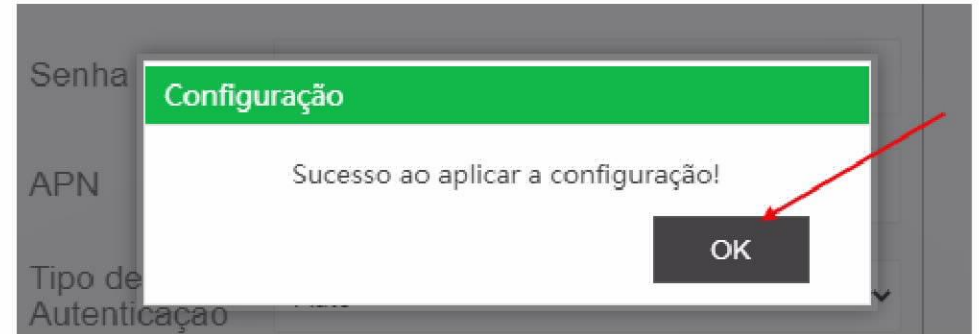 Senha
Configuração
Sucesso ao aplicar a configuração!
APN
OK
Tipo de
Autenticação